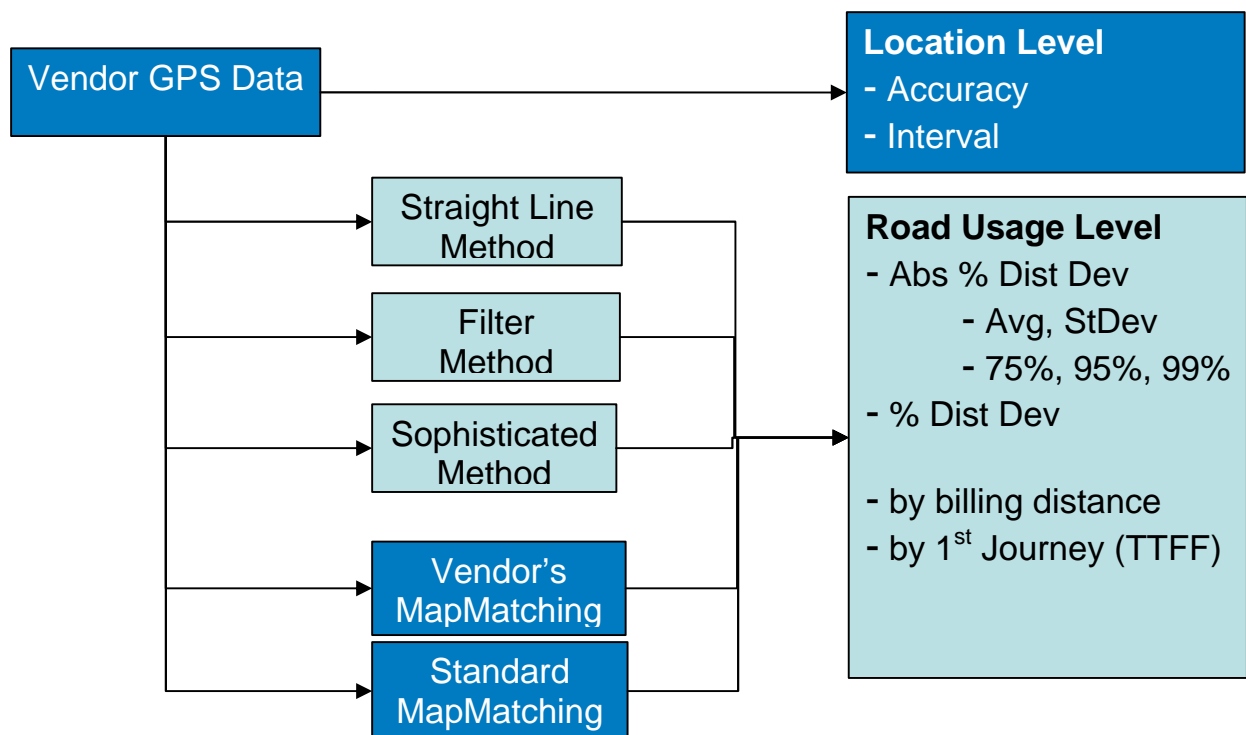 Vendor GPS Data
Location Level
- Accuracy
- Interval
Straight Line
Method
Filter
Method
Sophisticated
Method
Vendor's
MapMatching
Standard
MapMatching
Road Usage Level
- Abs % Dist Dev
- Avg, StDev
- 75%, 95%, 99%
- % Dist Dev
- by billing distance
- by 1st Journey (TTFF)